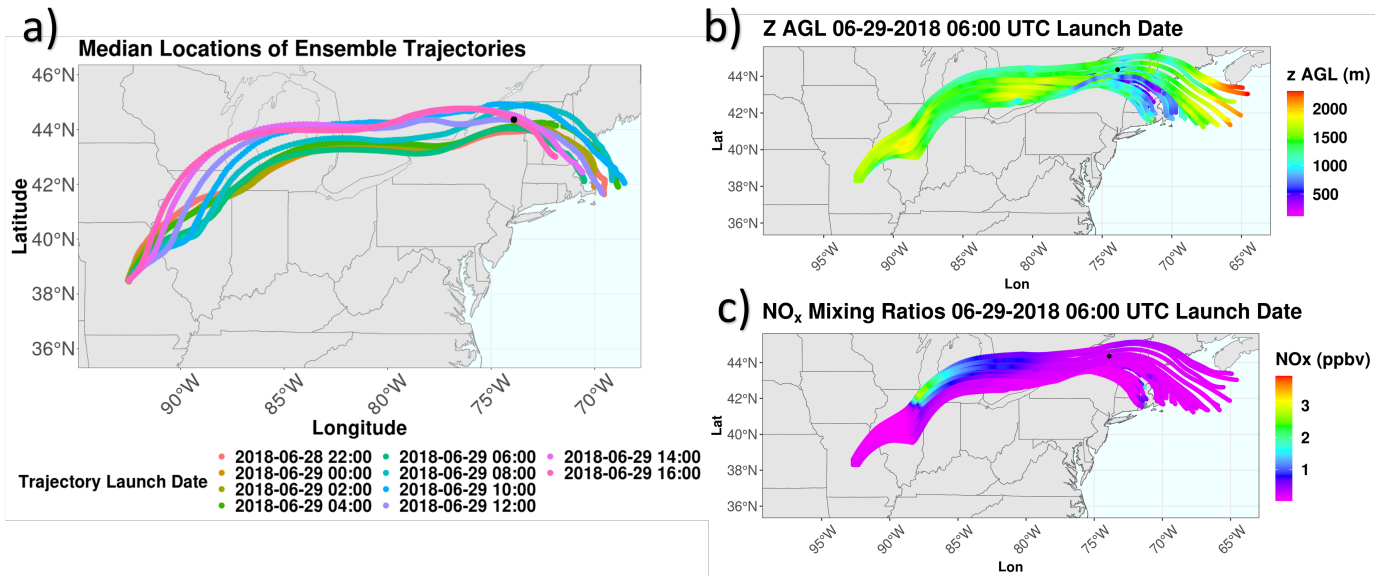 a)
Median Locations of Ensemble Trajectories
46°N
44°N
42°N
40°N
38°N
36°N
Latitude
90°W
85°W
80°W
75°W
70°W
Longitude
Trajectory Launch Date
2018-06-28 22:00
2018-06-29 00:00
2018-06-29 02:00
2018-06-29 04:00
2018-06-29 06:00
2018-06-29 08:00
2018-06-29 10:00
2018-06-29 12:00
2018-06-29 14:00
2018-06-29 16:00
b)
Z AGL 06-29-2018 06:00 UTC Launch Date
44°N
42°N
40°N
38°N
36°N
Lat
95°W
90°W
85°W
80°W
75°W
70°W
65°W
Lon
z AGL (m)
2000
1500
1000
500
c)
NOx Mixing Ratios 06-29-2018 06:00 UTC Launch Date
44°N
42°N
40°N
38°N
36°N
Lat
95°W
90°W
85°W
80°W
75°W
70°W
65°W
Lon
NOx (ppbv)
3
2
1